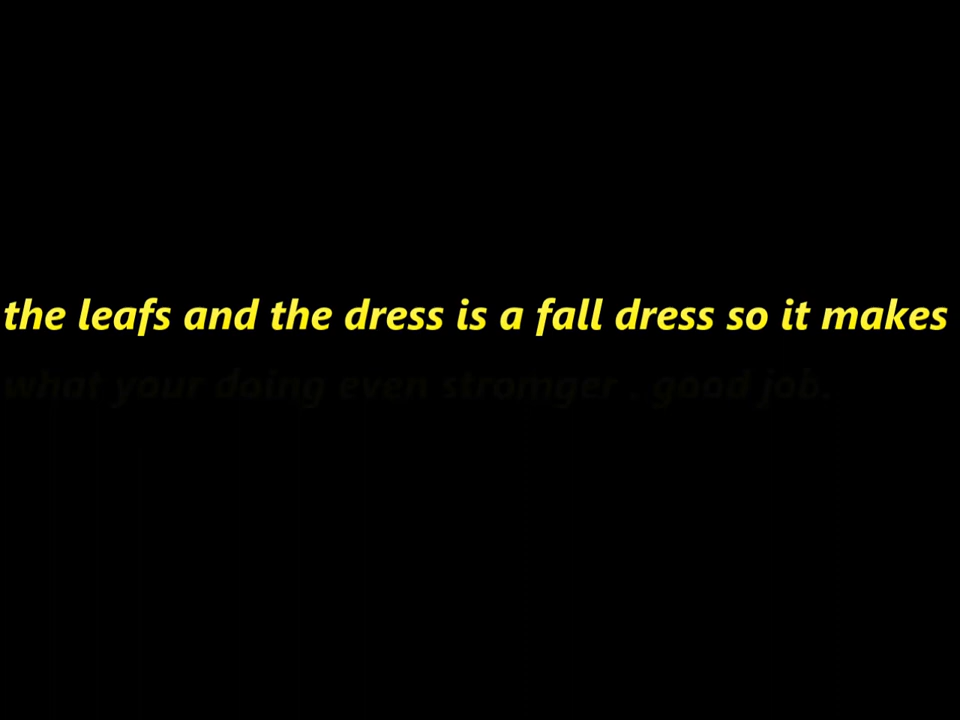 the leafs and the dress is a fall dress so it makes
what your doing even stromger . good job.